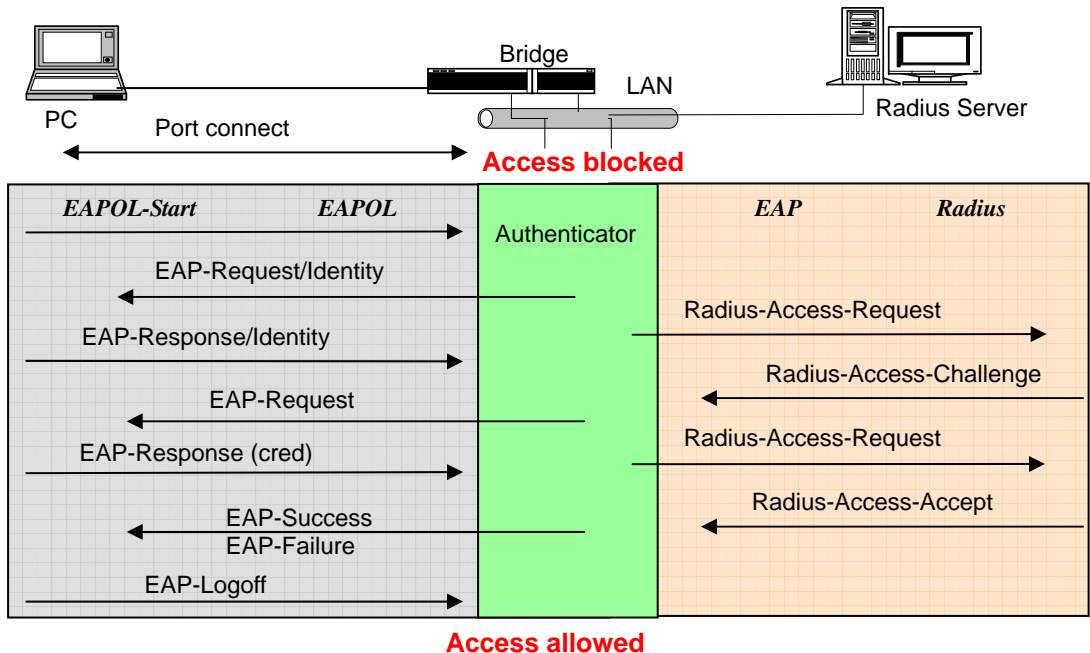 Bridge
LAN
PC
Radius Server
Port connect
Access blocked
EAPOL-Start EAPOL
EAP Radius
Authenticator
EAP-Request/Identity
Radius-Access-Request
EAP-Response/Identity
Radius-Access-Challenge
EAP-Request
Radius-Access-Request
EAP-Response (cred)
Radius-Access-Accept
EAP-Success
EAP-Failure
EAP-Logoff
Access allowed